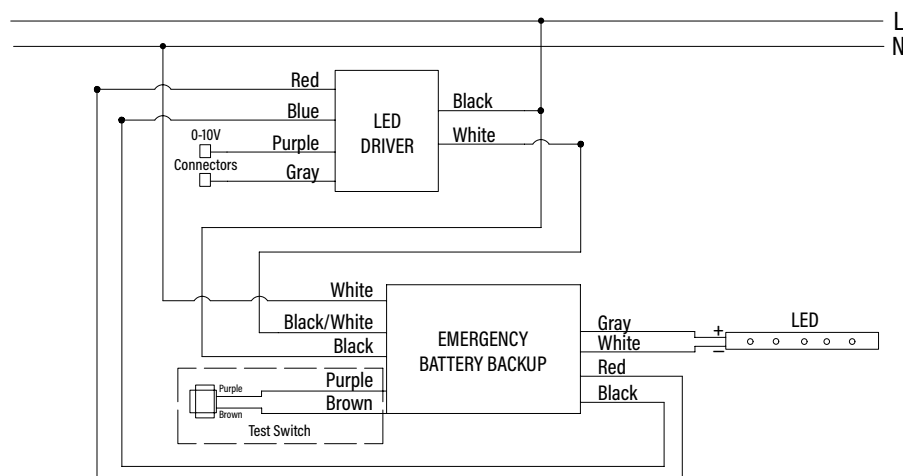 L
N
Red
Blue
0-10V
Connectors
Purple
Gray
LED
DRIVER
Black
White
White
Black/White
Black
Purple
Brown
Purple
Brown
Test Switch
EMERGENCY
BATTERY BACKUP
Gray
White
Red
Black
+
–
LED